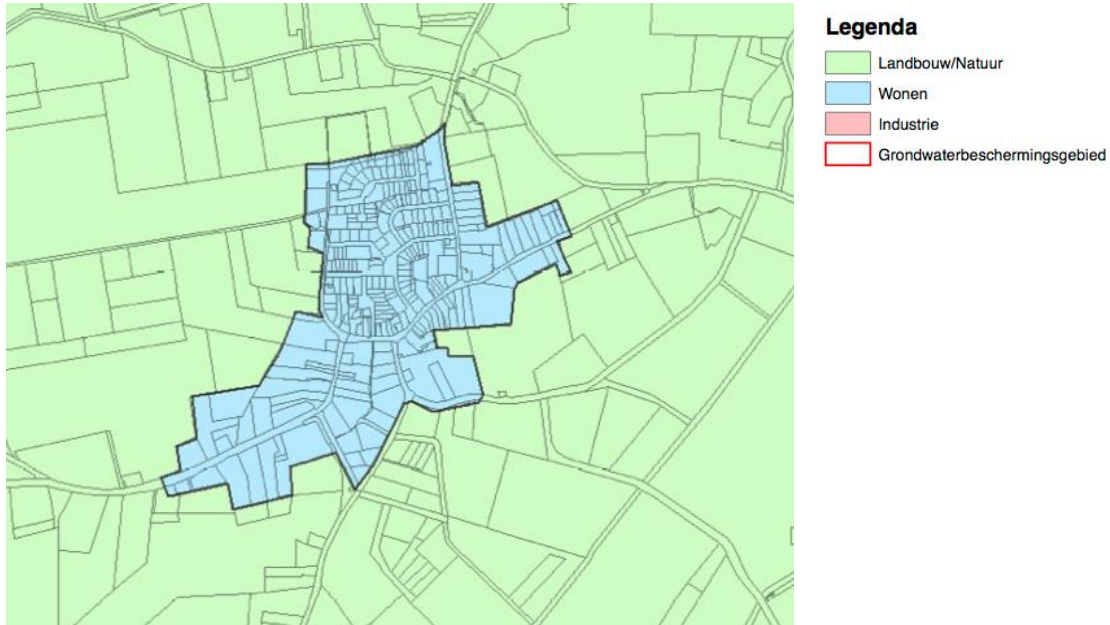 Legenda
Landbouw/Natuur
Wonen
Industrie
Grondwaterbeschermingsgebied